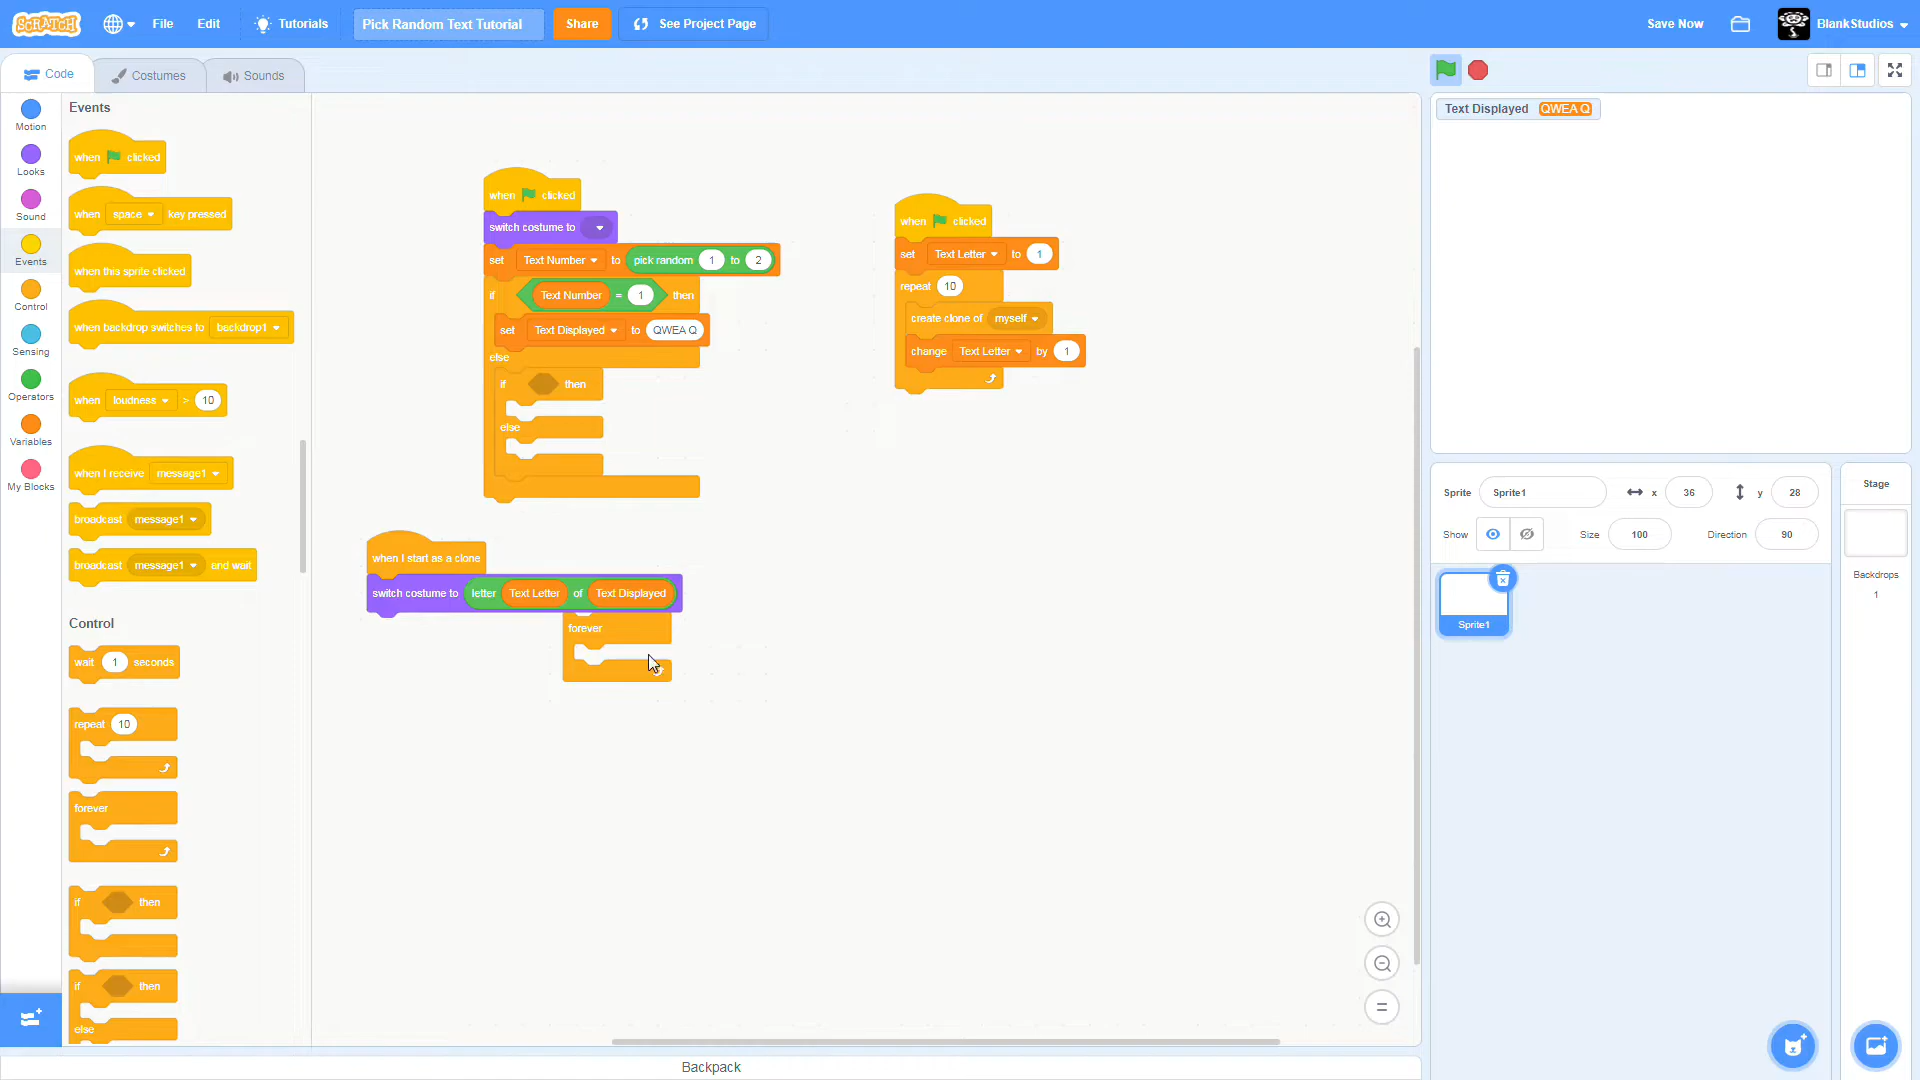 SCRATCH File Edit Tutorials Pick Random Text Tutorial Share See Project Page Save Now BlankStudios
Code Costumes Sounds
Motion
Looks
Sound
Events
Control
Sensing
Operators
Variables
My Blocks
Events
when clicked
when space key pressed
when this sprite clicked
when backdrop switches to backdrop1
when loudness > 10
when I receive message1
broadcast message1
broadcast message1 and wait
Control
wait 1 seconds
repeat 10
forever
if then
if then
else
when clicked
switch costume to
set Text Number to pick random 1 to 2
if Text Number = 1 then
set Text Displayed to QWEA Q
else
if then
else
when I start as a clone
switch costume to letter Text Letter of Text Displayed
forever
when clicked
set Text Letter to 1
repeat 10
create clone of myself
change Text Letter by 1
Text Displayed QWEA Q
Sprite Sprite1 x 36 y 28
Show Size 100 Direction 90
Sprite1
Stage
Backdrops
1
Backpack